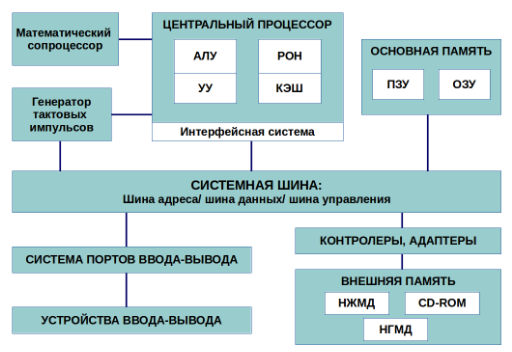 Математический
сопроцессор
ЦЕНТРАЛЬНЫЙ ПРОЦЕССОР
АЛУ
РОН
УУ
КЭШ
Интерфейсная система
ОСНОВНАЯ ПАМЯТЬ
ПЗУ
ОЗУ
Генератор
тактовых
импульсов
СИСТЕМНАЯ ШИНА:
Шина адреса/ шина данных/ шина управления
СИСТЕМА ПОРТОВ ВВОДА-ВЫВОДА
УСТРОЙСТВА ВВОДА-ВЫВОДА
КОНТРОЛЕРЫ, АДАПТЕРЫ
ВНЕШНЯЯ ПАМЯТЬ
НЖМД
CD-ROM
НГМД